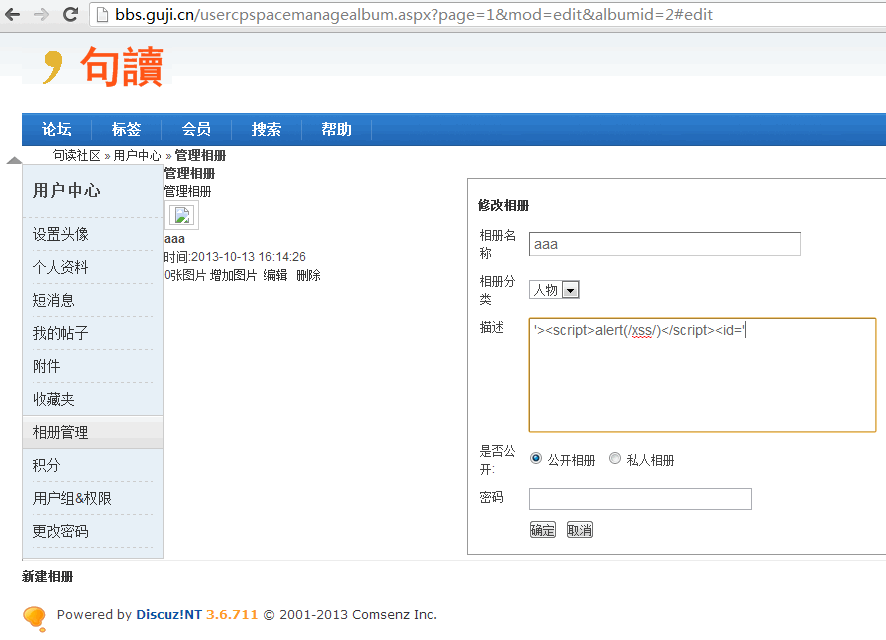 bbs.guji.cn/usercpspacemanagealbum.aspx?page=1&mod=edit&albumid=2#edit
句讀
论坛 标签 会员 搜索 帮助
句读社区 » 用户中心 » 管理相册
用户中心
设置头像
个人资料
短消息
我的帖子
附件
收藏夹
相册管理
积分
用户组&权限
更改密码
管理相册
管理相册
aaa
时间:2013-10-13 16:14:26
0张图片 增加图片 编辑 删除
修改相册
相册名
称
aaa
相册分
类
人物
描述
'><script>alert(/xss/)</script><id='
是否公
开:
公开相册 私人相册
密码
确定 取消
新建相册
Powered by Discuz!NT 3.6.711 © 2001-2013 Comsenz Inc.